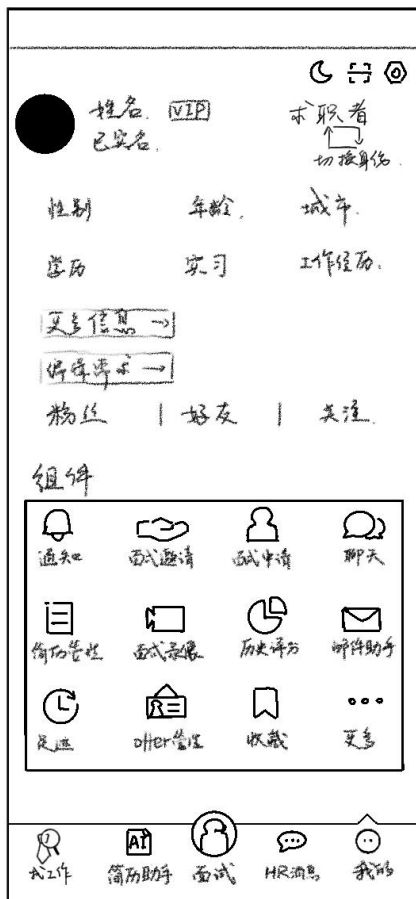 姓名. VIP 求职者
已实名. 切换身份.
性别 年龄. 城市.
学历 实习 工作经历.
更多信息 →
编辑需求 →
粉丝 | 好友 | 关注.
组件
通知 面试邀请 面试申请 聊天
简历管理 面试录像 历史评分 邮件助手
足迹 offer管理 收藏 更多
AI
找工作 简历助手 面试 HR消息 我的